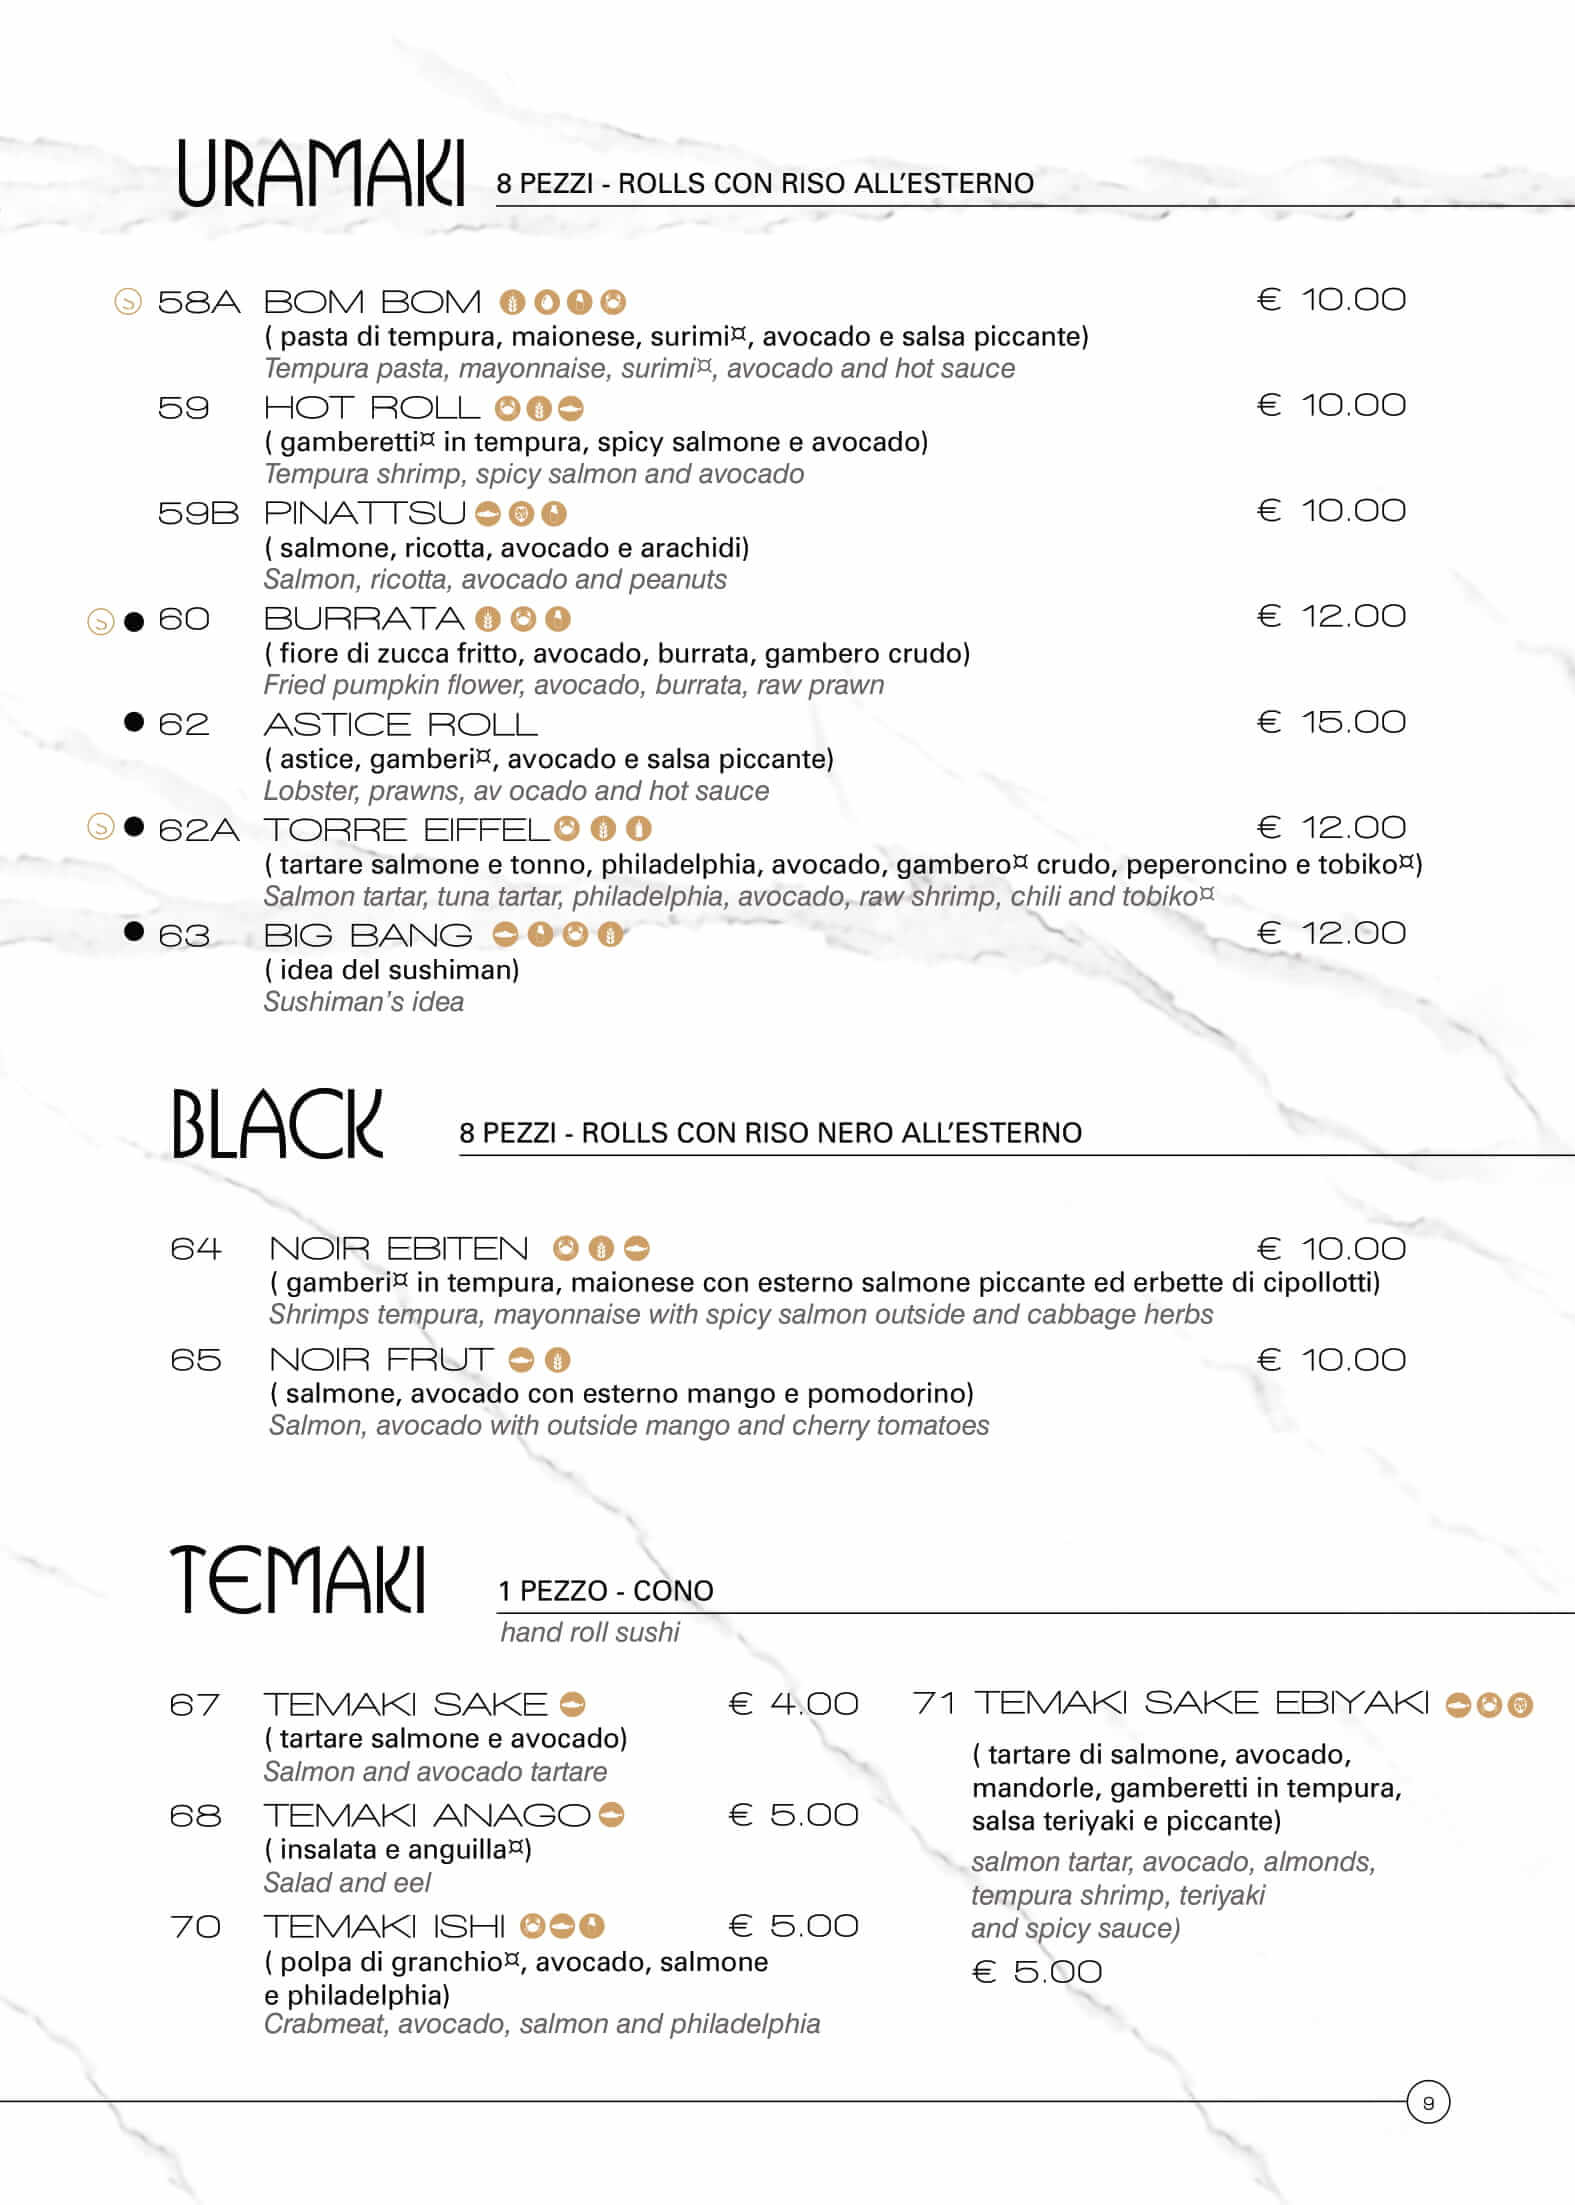 URAMAKI 8 PEZZI - ROLLS CON RISO ALL'ESTERNO
58A BOM BOM € 10.00
( pasta di tempura, maionese, surimi¤, avocado e salsa piccante)
Tempura pasta, mayonnaise, surimi¤, avocado and hot sauce
59 HOT ROLL € 10.00
( gamberetti¤ in tempura, spicy salmone e avocado)
Tempura shrimp, spicy salmon and avocado
59B PINATTSU € 10.00
( salmone, ricotta, avocado e arachidi)
Salmon, ricotta, avocado and peanuts
S 60 BURRATA € 12.00
( fiore di zucca fritto, avocado, burrata, gambero crudo)
Fried pumpkin flower, avocado, burrata, raw prawn
62 ASTICE ROLL € 15.00
( astice, gamberi¤, avocado e salsa piccante)
Lobster, prawns, av ocado and hot sauce
62A TORRE EIFFEL € 12.00
( tartare salmone e tonno, philadelphia, avocado, gambero¤ crudo, peperoncino e tobiko¤)
Salmon tartar, tuna tartar, philadelphia, avocado, raw shrimp, chili and tobiko¤
63 BIG BANG € 12.00
( idea del sushiman)
Sushiman's idea
BLACK 8 PEZZI - ROLLS CON RISO NERO ALL'ESTERNO
64 NOIR EBITEN € 10.00
( gamberi¤ in tempura, maionese con esterno salmone piccante ed erbette di cipollotti)
Shrimps tempura, mayonnaise with spicy salmon outside and cabbage herbs
65 NOIR FRUT € 10.00
( salmone, avocado con esterno mango e pomodorino)
Salmon, avocado with outside mango and cherry tomatoes
TEMAKI 1 PEZZO - CONO
hand roll sushi
67 TEMAKI SAKE € 4.00
( tartare salmone e avocado)
Salmon and avocado tartare
68 TEMAKI ANAGO € 5.00
( insalata e anguilla¤)
Salad and eel
70 TEMAKI ISHI € 5.00
( polpa di granchio¤, avocado, salmone
e philadelphia)
Crabmeat, avocado, salmon and philadelphia
71 TEMAKI SAKE EBIYAKI
( tartare di salmone, avocado,
mandorle, gamberetti in tempura,
salsa teriyaki e piccante)
salmon tartar, avocado, almonds,
tempura shrimp, teriyaki
and spicy sauce)
€ 5.00
9